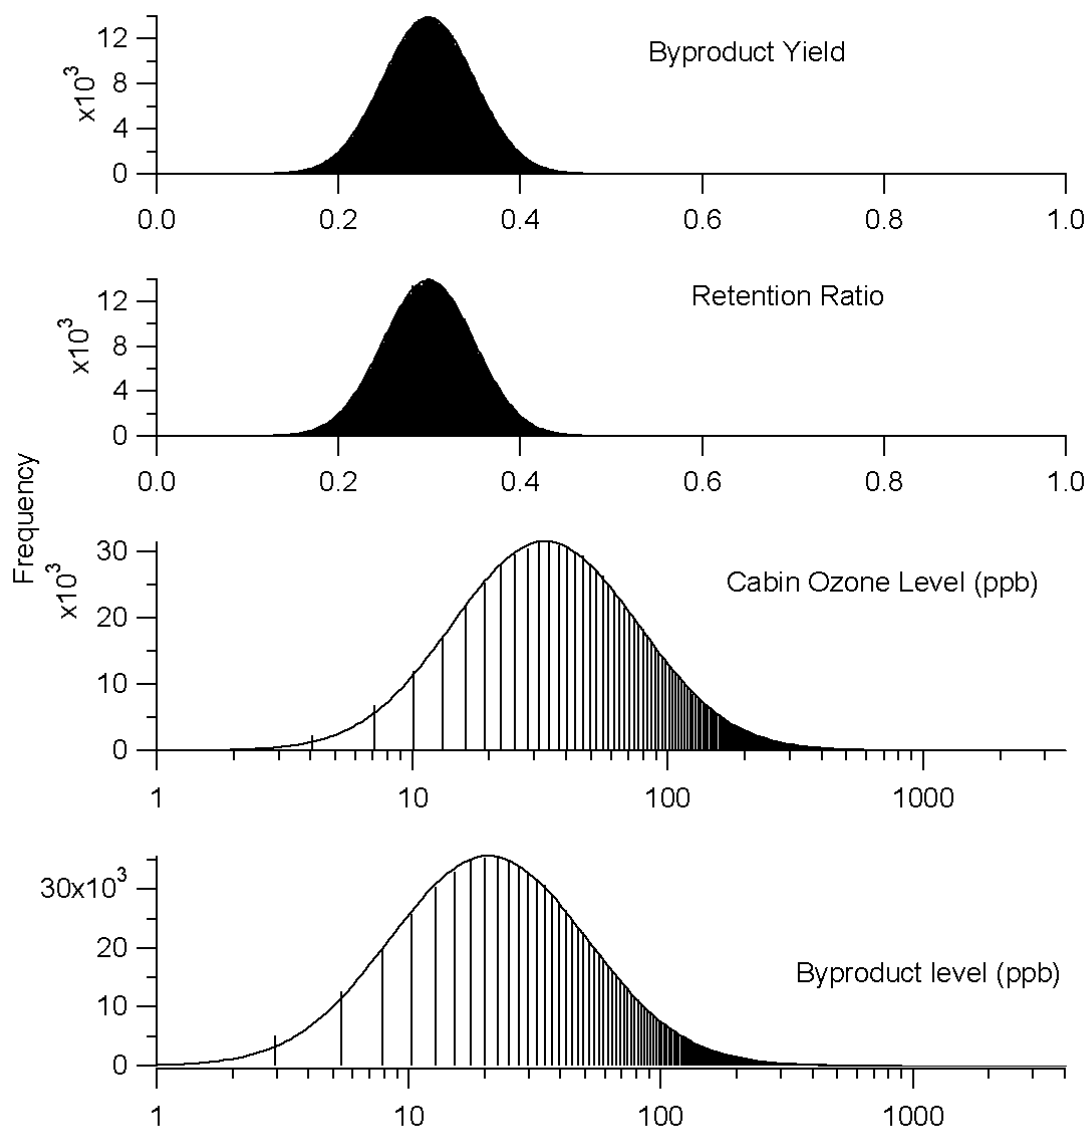 12
Byproduct Yield
x10³
8
4
0
0.0 0.2 0.4 0.6 0.8 1.0
12
Retention Ratio
x10³
8
4
0
0.0 0.2 0.4 0.6 0.8 1.0
Frequency
30
Cabin Ozone Level (ppb)
x10³
20
10
0
1 10 100 1000
30x10³
20
Byproduct level (ppb)
10
0
1 10 100 1000